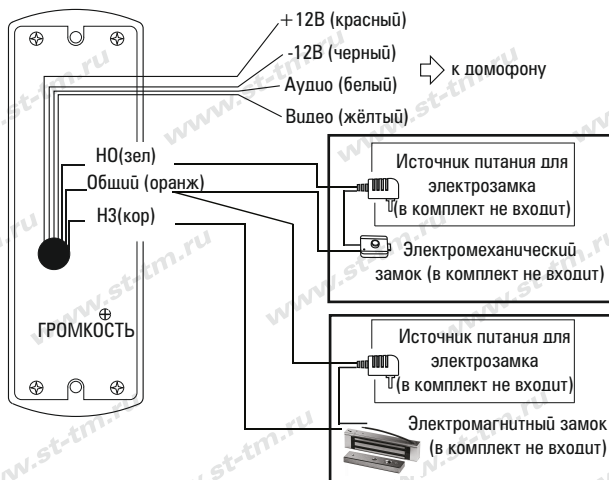 +12В (красный)
-12В (черный)
Аудио (белый)
Видео (жёлтый)
к домофону
НО(зел)
Общий (оранж)
НЗ(кор)
ГРОМКОСТЬ
Источник питания для
электрозамка
(в комплект не входит)
Электромеханический
замок (в комплект не входит)
Источник питания для
электрозамка
(в комплект не входит)
Электромагнитный замок
(в комплект не входит)
www.st-tm.ru